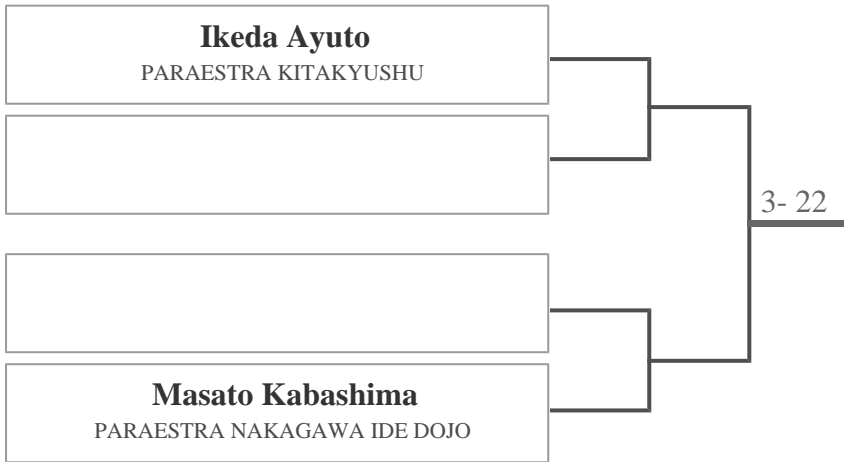 Ikeda Ayuto
PARAESTRA KITAKYUSHU
3- 22
Masato Kabashima
PARAESTRA NAKAGAWA IDE DOJO